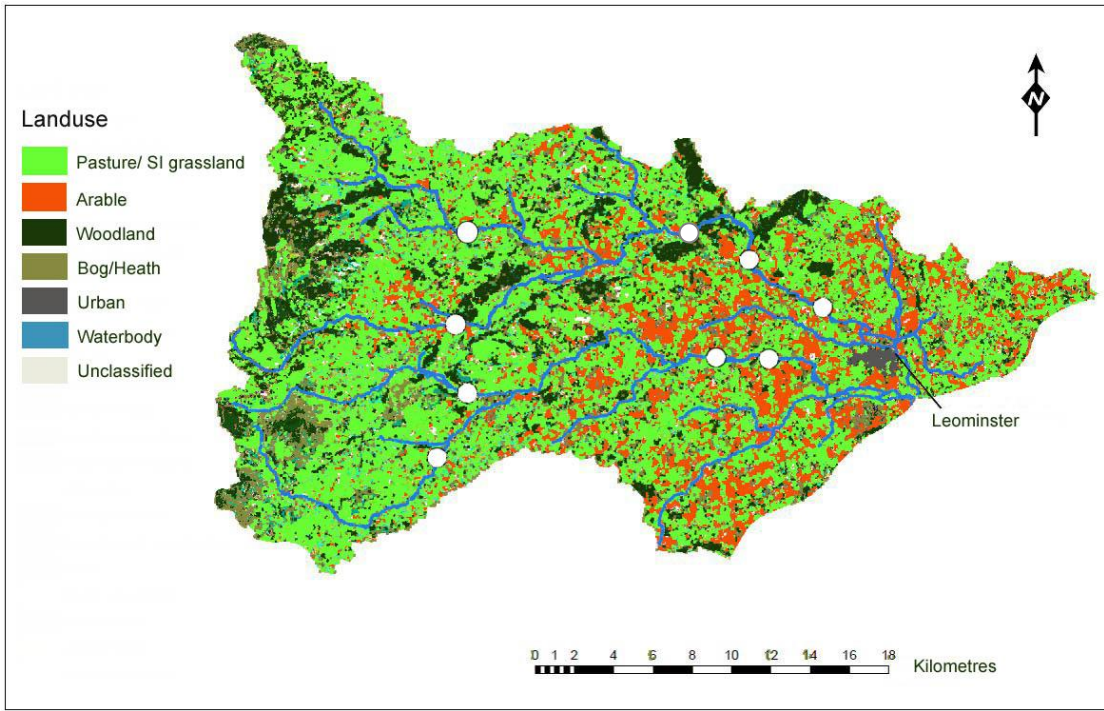 N
Landuse
Pasture/ SI grassland
Arable
Woodland
Bog/Heath
Urban
Waterbody
Unclassified
Leominster
0 1 2 4 6 8 10 12 14 16 18
Kilometres